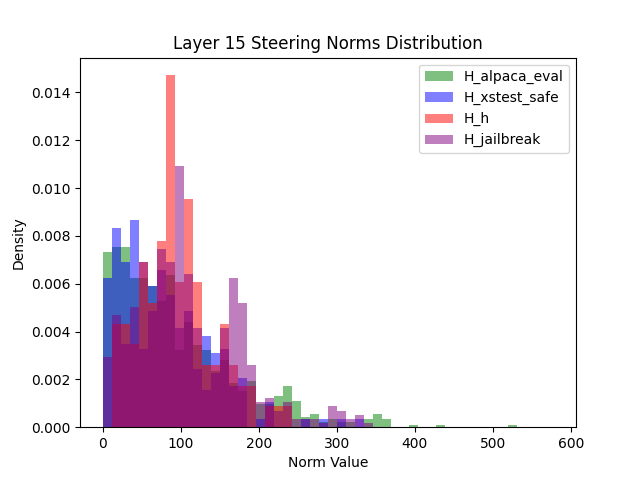 Layer 15 Steering Norms Distribution
H_alpaca_eval
H_xstest_safe
H_h
H_jailbreak
Density
0.014
0.012
0.010
0.008
0.006
0.004
0.002
0.000
0 100 200 300 400 500 600
Norm Value